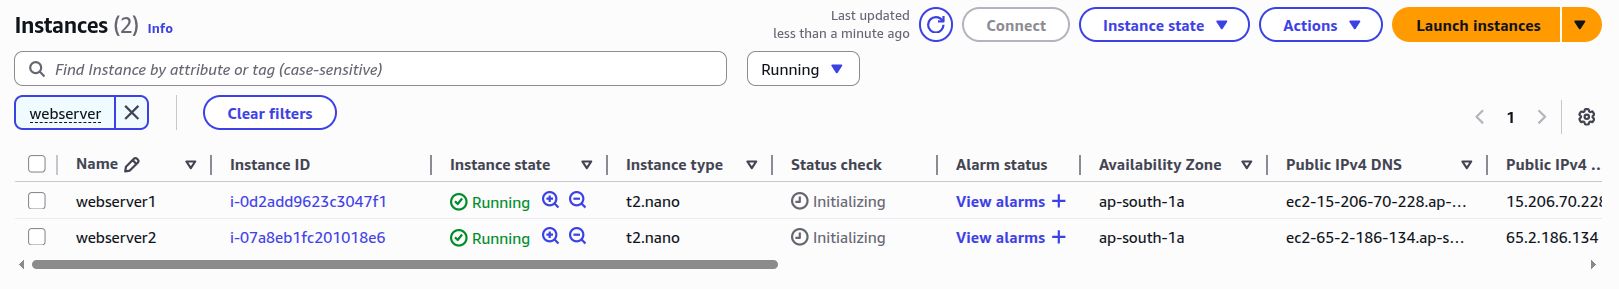 Instances (2) Info
Last updated
less than a minute ago
Connect
Instance state
Actions
Launch instances
Find Instance by attribute or tag (case-sensitive)
Running
webserver
Clear filters
1
Name Instance ID Instance state Instance type Status check Alarm status Availability Zone Public IPv4 DNS Public IPv4 ..
webserver1 i-0d2add9623c3047f1 Running t2.nano Initializing View alarms + ap-south-1a ec2-15-206-70-228.ap-... 15.206.70.228
webserver2 i-07a8eb1fc201018e6 Running t2.nano Initializing View alarms + ap-south-1a ec2-65-2-186-134.ap-s... 65.2.186.134